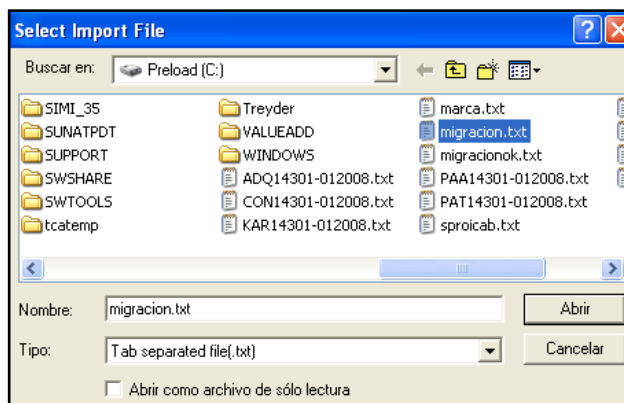 Select Import File
Buscar en: Preload (C:)
SIMI_35 Treyder marca.txt
SUNATPDT VALUEADD migracion.txt
SUPPORT WINDOWS migracionok.txt
SWSHARE ADQ14301-012008.txt PAA14301-012008.txt
SWTOOLS CON14301-012008.txt PAT14301-012008.txt
tcatemp KAR14301-012008.txt sproicab.txt
Nombre: migracion.txt Abrir
Tipo: Tab separated file(.txt) Cancelar
Abrir como archivo de sólo lectura